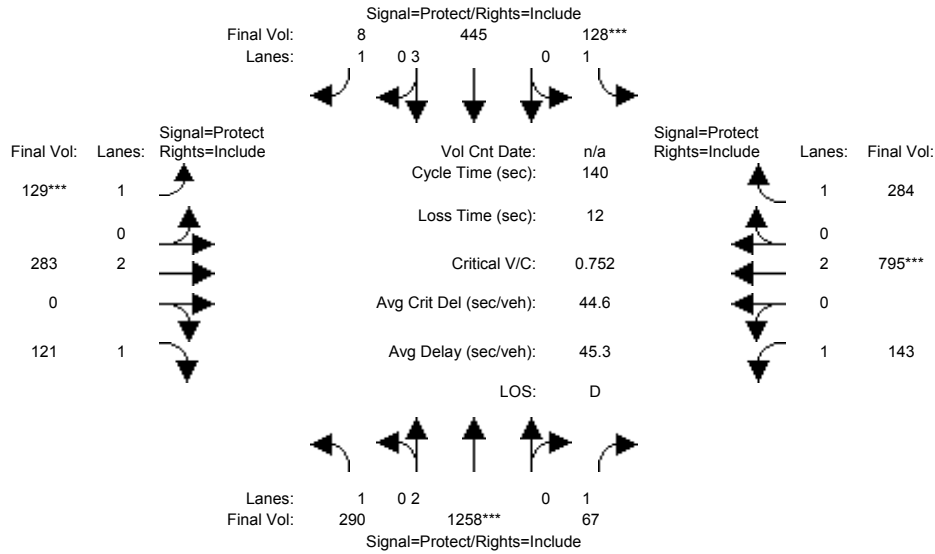 Signal=Protect/Rights=Include
Final Vol: 8 445 128***
Lanes: 1 0 3 0 1
Signal=Protect
Final Vol: Lanes: Rights=Include
Vol Cnt Date: n/a
Signal=Protect
Rights=Include Lanes: Final Vol:
Cycle Time (sec): 140
129*** 1
1 284
Loss Time (sec): 12
0
0
283 2
Critical V/C: 0.752
2 795***
0
Avg Crit Del (sec/veh): 44.6
0
121 1
Avg Delay (sec/veh): 45.3
1 143
LOS: D
Lanes: 1 0 2 0 1
Final Vol: 290 1258*** 67
Signal=Protect/Rights=Include